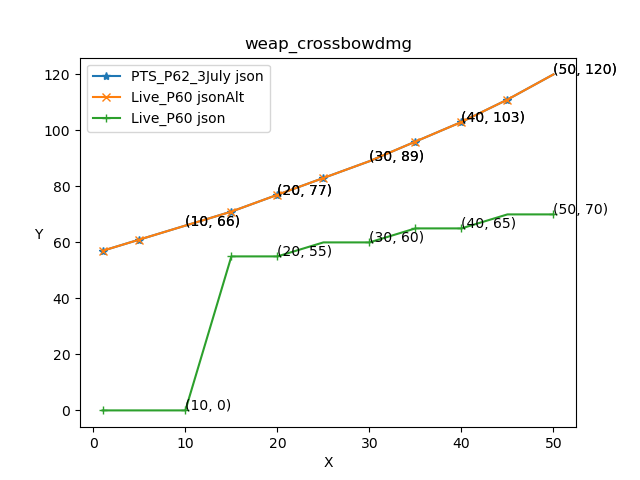 weap_crossbowdmg
PTS_P62_3July json
Live_P60 jsonAlt
Live_P60 json
Y
120
100
80
60
40
20
0
(50, 120)
(40, 103)
(30, 89)
(20, 77)
(10, 66)
(50, 70)
(40, 65)
(30, 60)
(20, 55)
(10, 0)
0 10 20 30 40 50
X